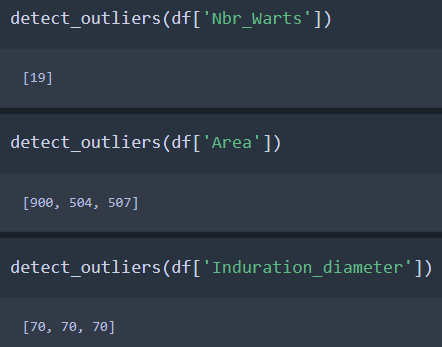 detect_outliers(df['Nbr_Warts'])
[19]
detect_outliers(df['Area'])
[900, 504, 507]
detect_outliers(df['Induration_diameter'])
[70, 70, 70]